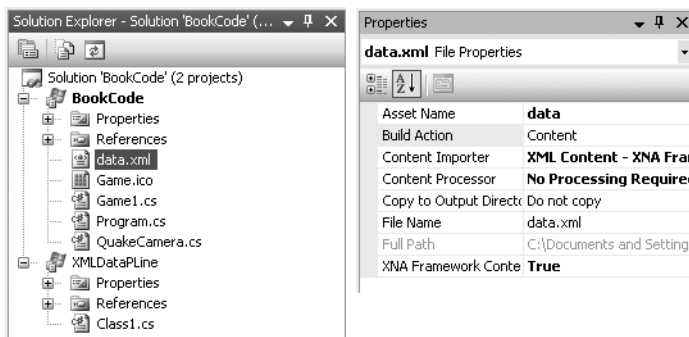 Solution Explorer - Solution 'BookCode' (...
Solution 'BookCode' (2 projects)
BookCode
Properties
References
data.xml
Game.ico
Game1.cs
Program.cs
QuakeCamera.cs
XMLDataPLine
Properties
References
Class1.cs
Properties
data.xml File Properties
Asset Name data
Build Action Content
Content Importer XML Content - XNA Fra
Content Processor No Processing Require
Copy to Output Direct Do not copy
File Name data.xml
Full Path C:\Documents and Setting
XNA Framework Conte True